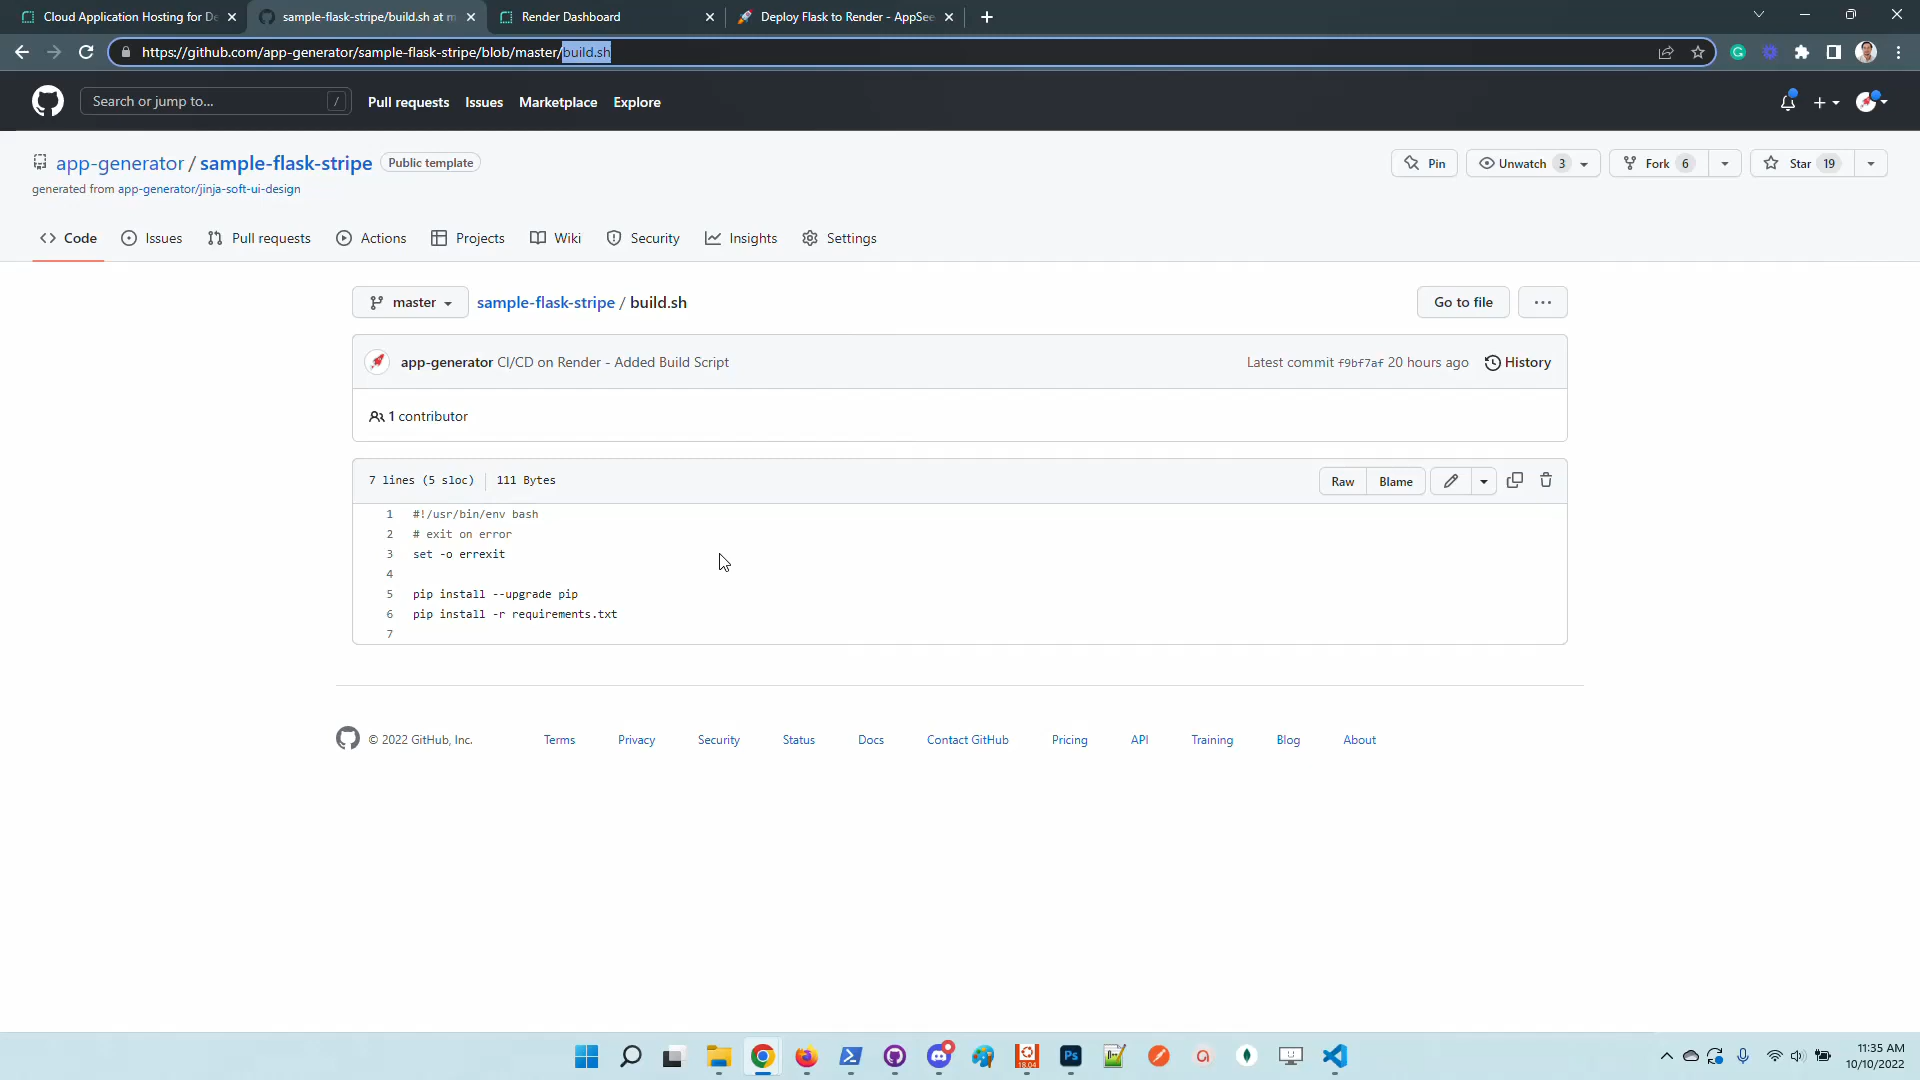 Cloud Application Hosting for De
sample-flask-stripe/build.sh at m
Render Dashboard
Deploy Flask to Render - AppSee
https://github.com/app-generator/sample-flask-stripe/blob/master/build.sh
Search or jump to...
/
Pull requests
Issues
Marketplace
Explore
app-generator / sample-flask-stripe
Public template
Pin
Unwatch 3
Fork 6
Star 19
generated from app-generator/jinja-soft-ui-design
Code
Issues
Pull requests
Actions
Projects
Wiki
Security
Insights
Settings
master
sample-flask-stripe / build.sh
Go to file
app-generator CI/CD on Render - Added Build Script
Latest commit f9bf7af 20 hours ago
History
1 contributor
7 lines (5 sloc)
111 Bytes
Raw
Blame
1 #!/usr/bin/env bash
2 # exit on error
3 set -o errexit
4
5 pip install --upgrade pip
6 pip install -r requirements.txt
7
© 2022 GitHub, Inc.
Terms
Privacy
Security
Status
Docs
Contact GitHub
Pricing
API
Training
Blog
About
Ps
18.04
11:35 AM
10/10/2022